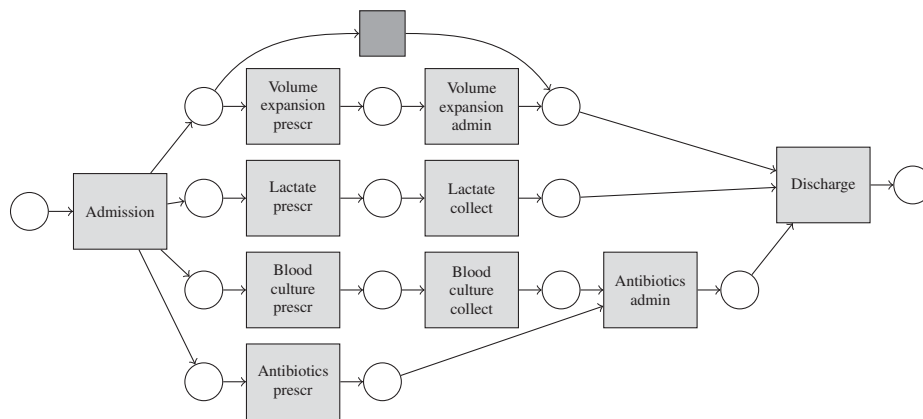 Volume
expansion
prescr
Volume
expansion
admin
Admission
Lactate
prescr
Lactate
collect
Discharge
Blood
culture
prescr
Blood
culture
collect
Antibiotics
admin
Antibiotics
prescr